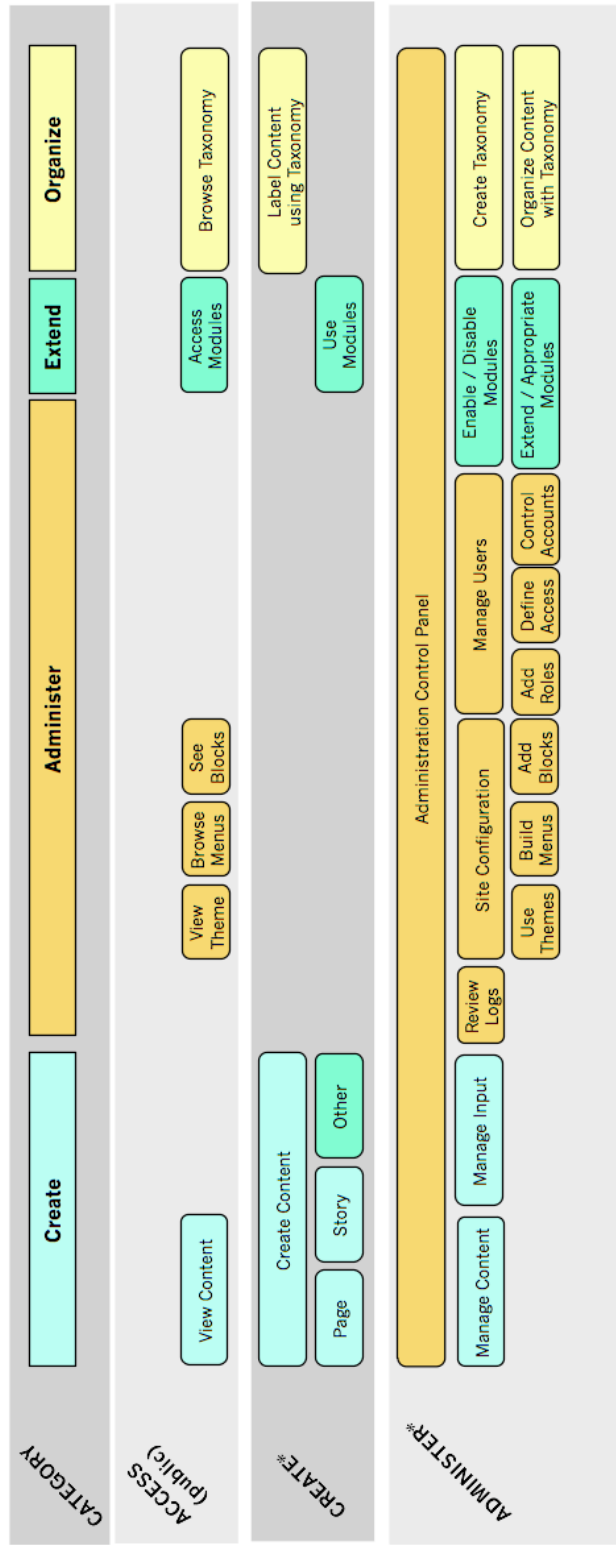 CATEGORY
Create
Administer
Extend
Organize
ACCESS
(public)
View Content
View
Theme
Browse
Menus
See
Blocks
Access
Modules
Browse Taxonomy
CREATE*
Create Content
Label Content
using Taxonomy
Page
Story
Other
Use
Modules
ADMINISTER*
Administration Control Panel
Manage Content
Manage Input
Review
Logs
Site Configuration
Manage Users
Enable / Disable
Modules
Create Taxonomy
Use
Themes
Build
Menus
Add
Blocks
Add
Roles
Define
Access
Control
Accounts
Extend / Appropriate
Modules
Organize Content
with Taxonomy